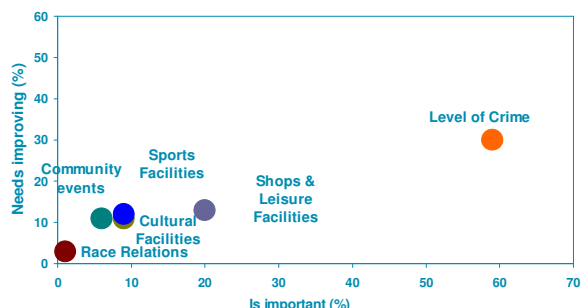 60
50
40
30
20
10
0
Needs improving (%)
Level of Crime
Sports
Facilities
Community
events
Shops &
Leisure
Facilities
Cultural
Facilities
Race Relations
0 10 20 30 40 50 60 70
Is important (%)